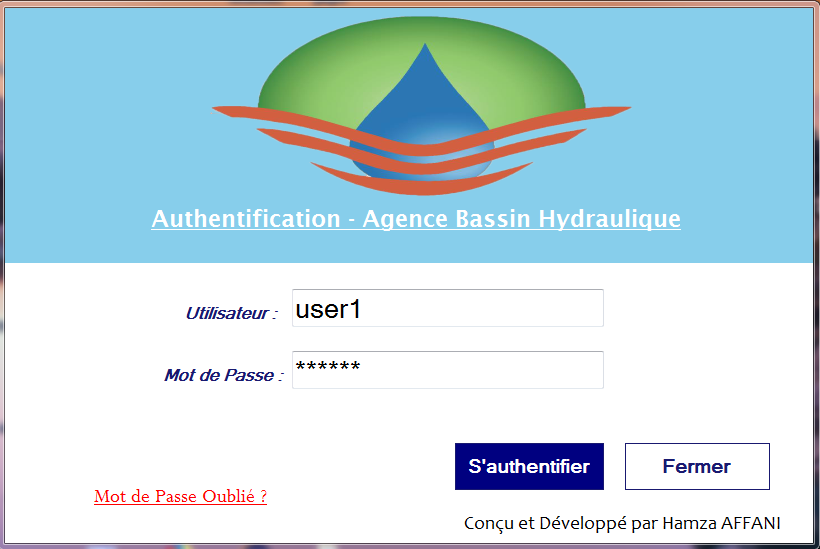 Authentification - Agence Bassin Hydraulique
Utilisateur :
user1
Mot de Passe :
******
S'authentifier
Fermer
Mot de Passe Oublié ?
Conçu et Développé par Hamza AFFANI